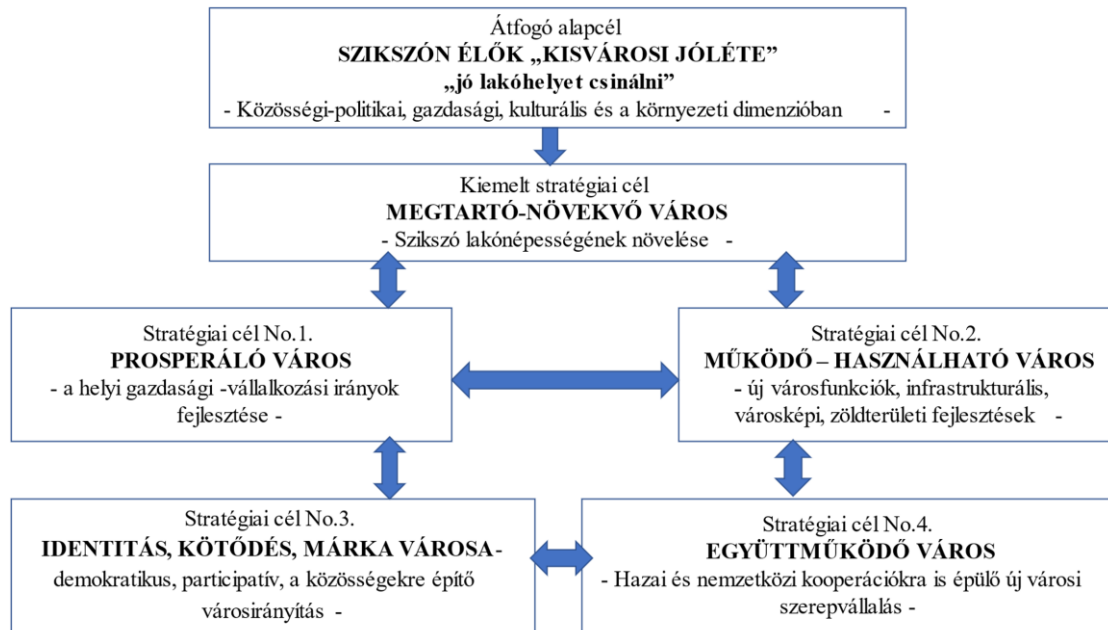 Átfogó alapcél
SZIKSZÓN ÉLŐK „KISVÁROSI JÓLÉTE”
„jó lakóhelyet csinálni”
- Közösségi-politikai, gazdasági, kulturális és a környezeti dimenzióban -
Kiemelt stratégiai cél
MEGTARTÓ-NÖVEKVŐ VÁROS
- Szikszó lakónépességének növelése -
Stratégiai cél No.1.
PROSPERÁLÓ VÁROS
- a helyi gazdasági -vállalkozási irányok
fejlesztése -
Stratégiai cél No.2.
MŰKÖDŐ – HASZNÁLHATÓ VÁROS
- új városfunkciók, infrastrukturális,
városképi, zöldterületi fejlesztések -
Stratégiai cél No.3.
IDENTITÁS, KÖTŐDÉS, MÁRKA VÁROSA-
demokratikus, participatív, a közösségekre építő
városirányítás -
Stratégiai cél No.4.
EGYÜTTMŰKÖDŐ VÁROS
- Hazai és nemzetközi kooperációkra is épülő új városi
szerepvállalás -